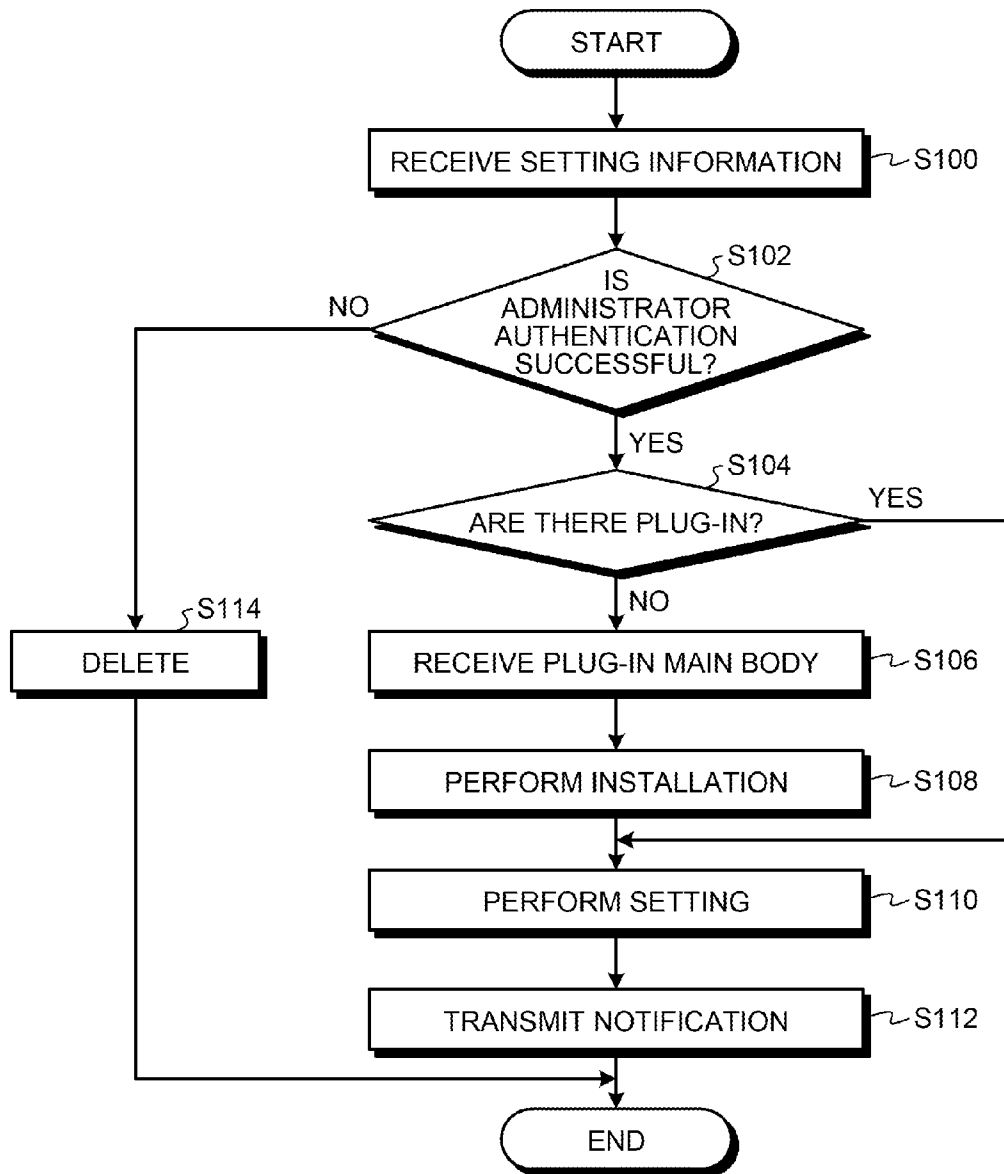 START
RECEIVE SETTING INFORMATION
S100
S102
IS
ADMINISTRATOR
AUTHENTICATION
SUCCESSFUL?
NO
YES
S104
ARE THERE PLUG-IN?
YES
NO
S114
DELETE
RECEIVE PLUG-IN MAIN BODY
S106
PERFORM INSTALLATION
S108
PERFORM SETTING
S110
TRANSMIT NOTIFICATION
S112
END